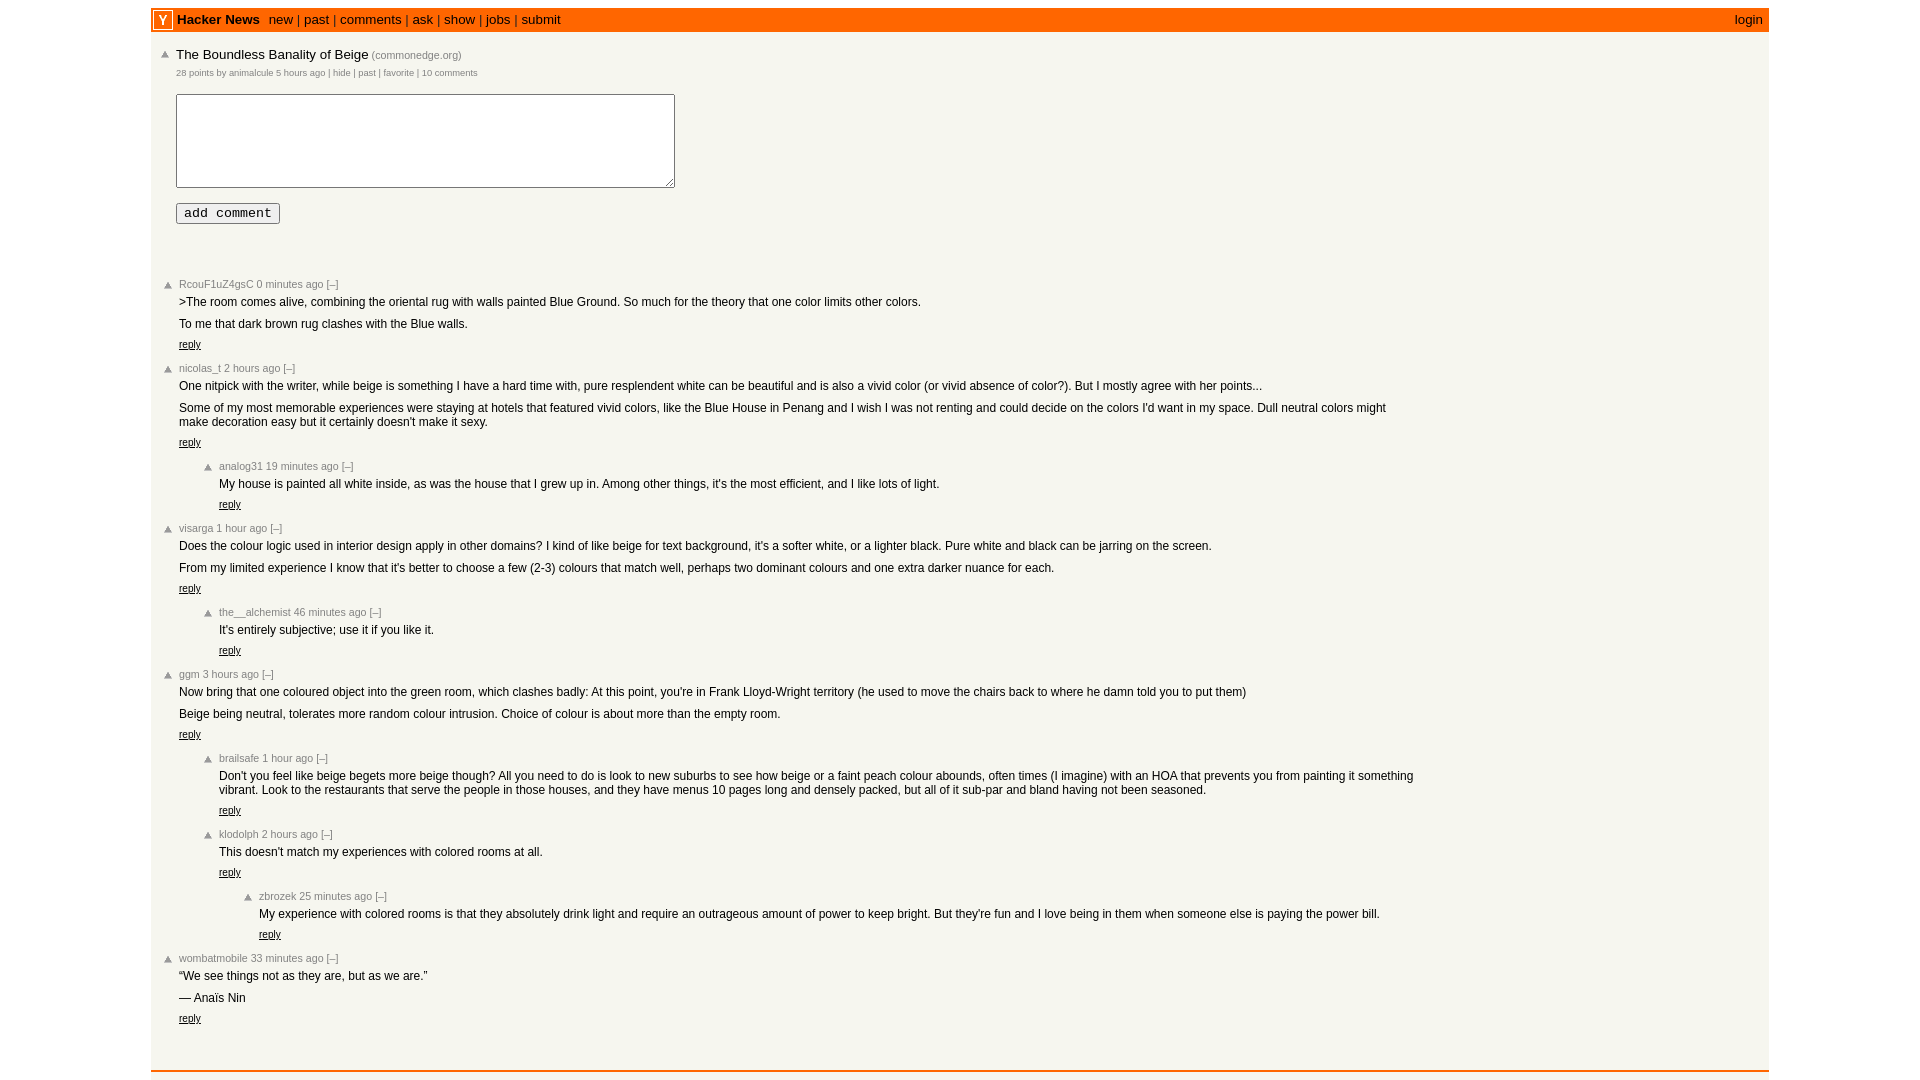 Y Hacker News new | past | comments | ask | show | jobs | submit login
The Boundless Banality of Beige (commonedge.org)
28 points by animalcule 5 hours ago | hide | past | favorite | 10 comments
add comment
RcouF1uZ4gsC 0 minutes ago [–]
>The room comes alive, combining the oriental rug with walls painted Blue Ground. So much for the theory that one color limits other colors.
To me that dark brown rug clashes with the Blue walls.
reply
nicolas_t 2 hours ago [–]
One nitpick with the writer, while beige is something I have a hard time with, pure resplendent white can be beautiful and is also a vivid color (or vivid absence of color?). But I mostly agree with her points...
Some of my most memorable experiences were staying at hotels that featured vivid colors, like the Blue House in Penang and I wish I was not renting and could decide on the colors I'd want in my space. Dull neutral colors might
make decoration easy but it certainly doesn't make it sexy.
reply
analog31 19 minutes ago [–]
My house is painted all white inside, as was the house that I grew up in. Among other things, it's the most efficient, and I like lots of light.
reply
visarga 1 hour ago [–]
Does the colour logic used in interior design apply in other domains? I kind of like beige for text background, it's a softer white, or a lighter black. Pure white and black can be jarring on the screen.
From my limited experience I know that it's better to choose a few (2-3) colours that match well, perhaps two dominant colours and one extra darker nuance for each.
reply
the__alchemist 46 minutes ago [–]
It's entirely subjective; use it if you like it.
reply
ggm 3 hours ago [–]
Now bring that one coloured object into the green room, which clashes badly: At this point, you're in Frank Lloyd-Wright territory (he used to move the chairs back to where he damn told you to put them)
Beige being neutral, tolerates more random colour intrusion. Choice of colour is about more than the empty room.
reply
brailsafe 1 hour ago [–]
Don't you feel like beige begets more beige though? All you need to do is look to new suburbs to see how beige or a faint peach colour abounds, often times (I imagine) with an HOA that prevents you from painting it something
vibrant. Look to the restaurants that serve the people in those houses, and they have menus 10 pages long and densely packed, but all of it sub-par and bland having not been seasoned.
reply
klodolph 2 hours ago [–]
This doesn't match my experiences with colored rooms at all.
reply
zbrozek 25 minutes ago [–]
My experience with colored rooms is that they absolutely drink light and require an outrageous amount of power to keep bright. But they're fun and I love being in them when someone else is paying the power bill.
reply
wombatmobile 33 minutes ago [–]
“We see things not as they are, but as we are.”
— Anaïs Nin
reply